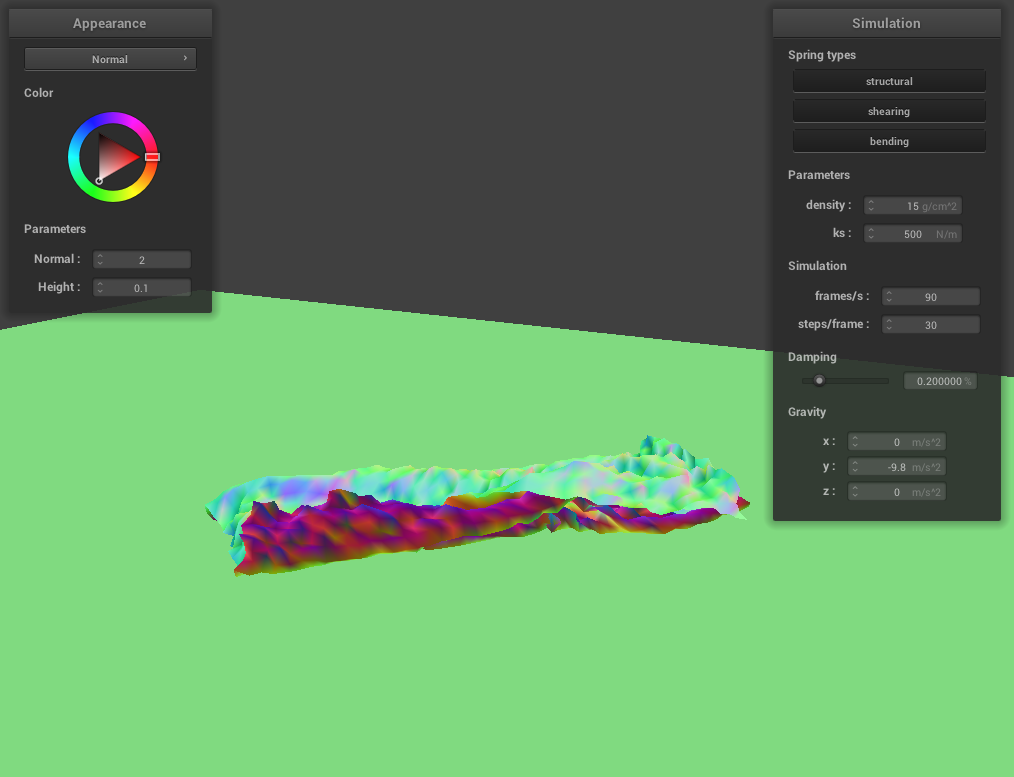 Appearance
Normal
Color
Parameters
Normal : 2
Height : 0.1
Simulation
Spring types
structural
shearing
bending
Parameters
density : 15 g/cm^2
ks : 500 N/m
Simulation
frames/s : 90
steps/frame : 30
Damping
0.200000 %
Gravity
x : 0 m/s^2
y : -9.8 m/s^2
z : 0 m/s^2